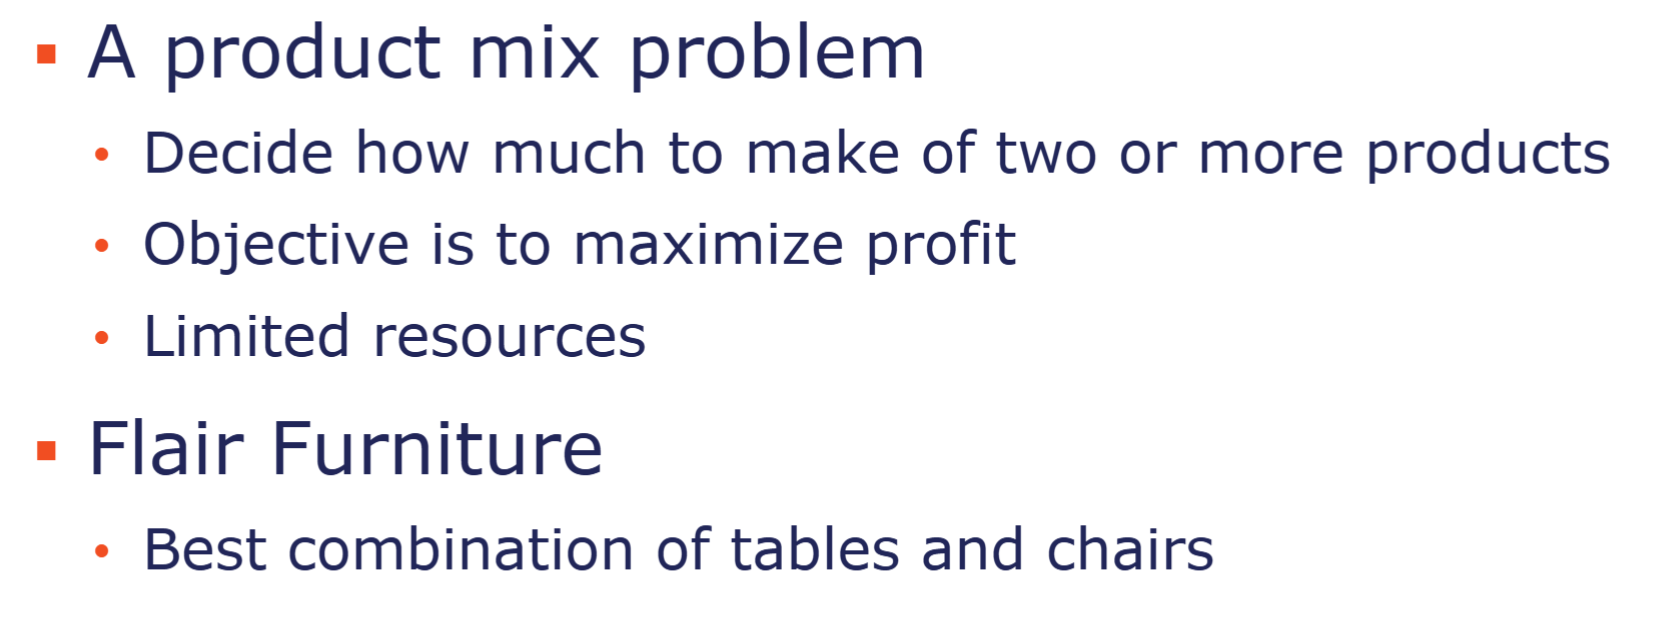 A product mix problem
Decide how much to make of two or more products
Objective is to maximize profit
Limited resources
Flair Furniture
Best combination of tables and chairs